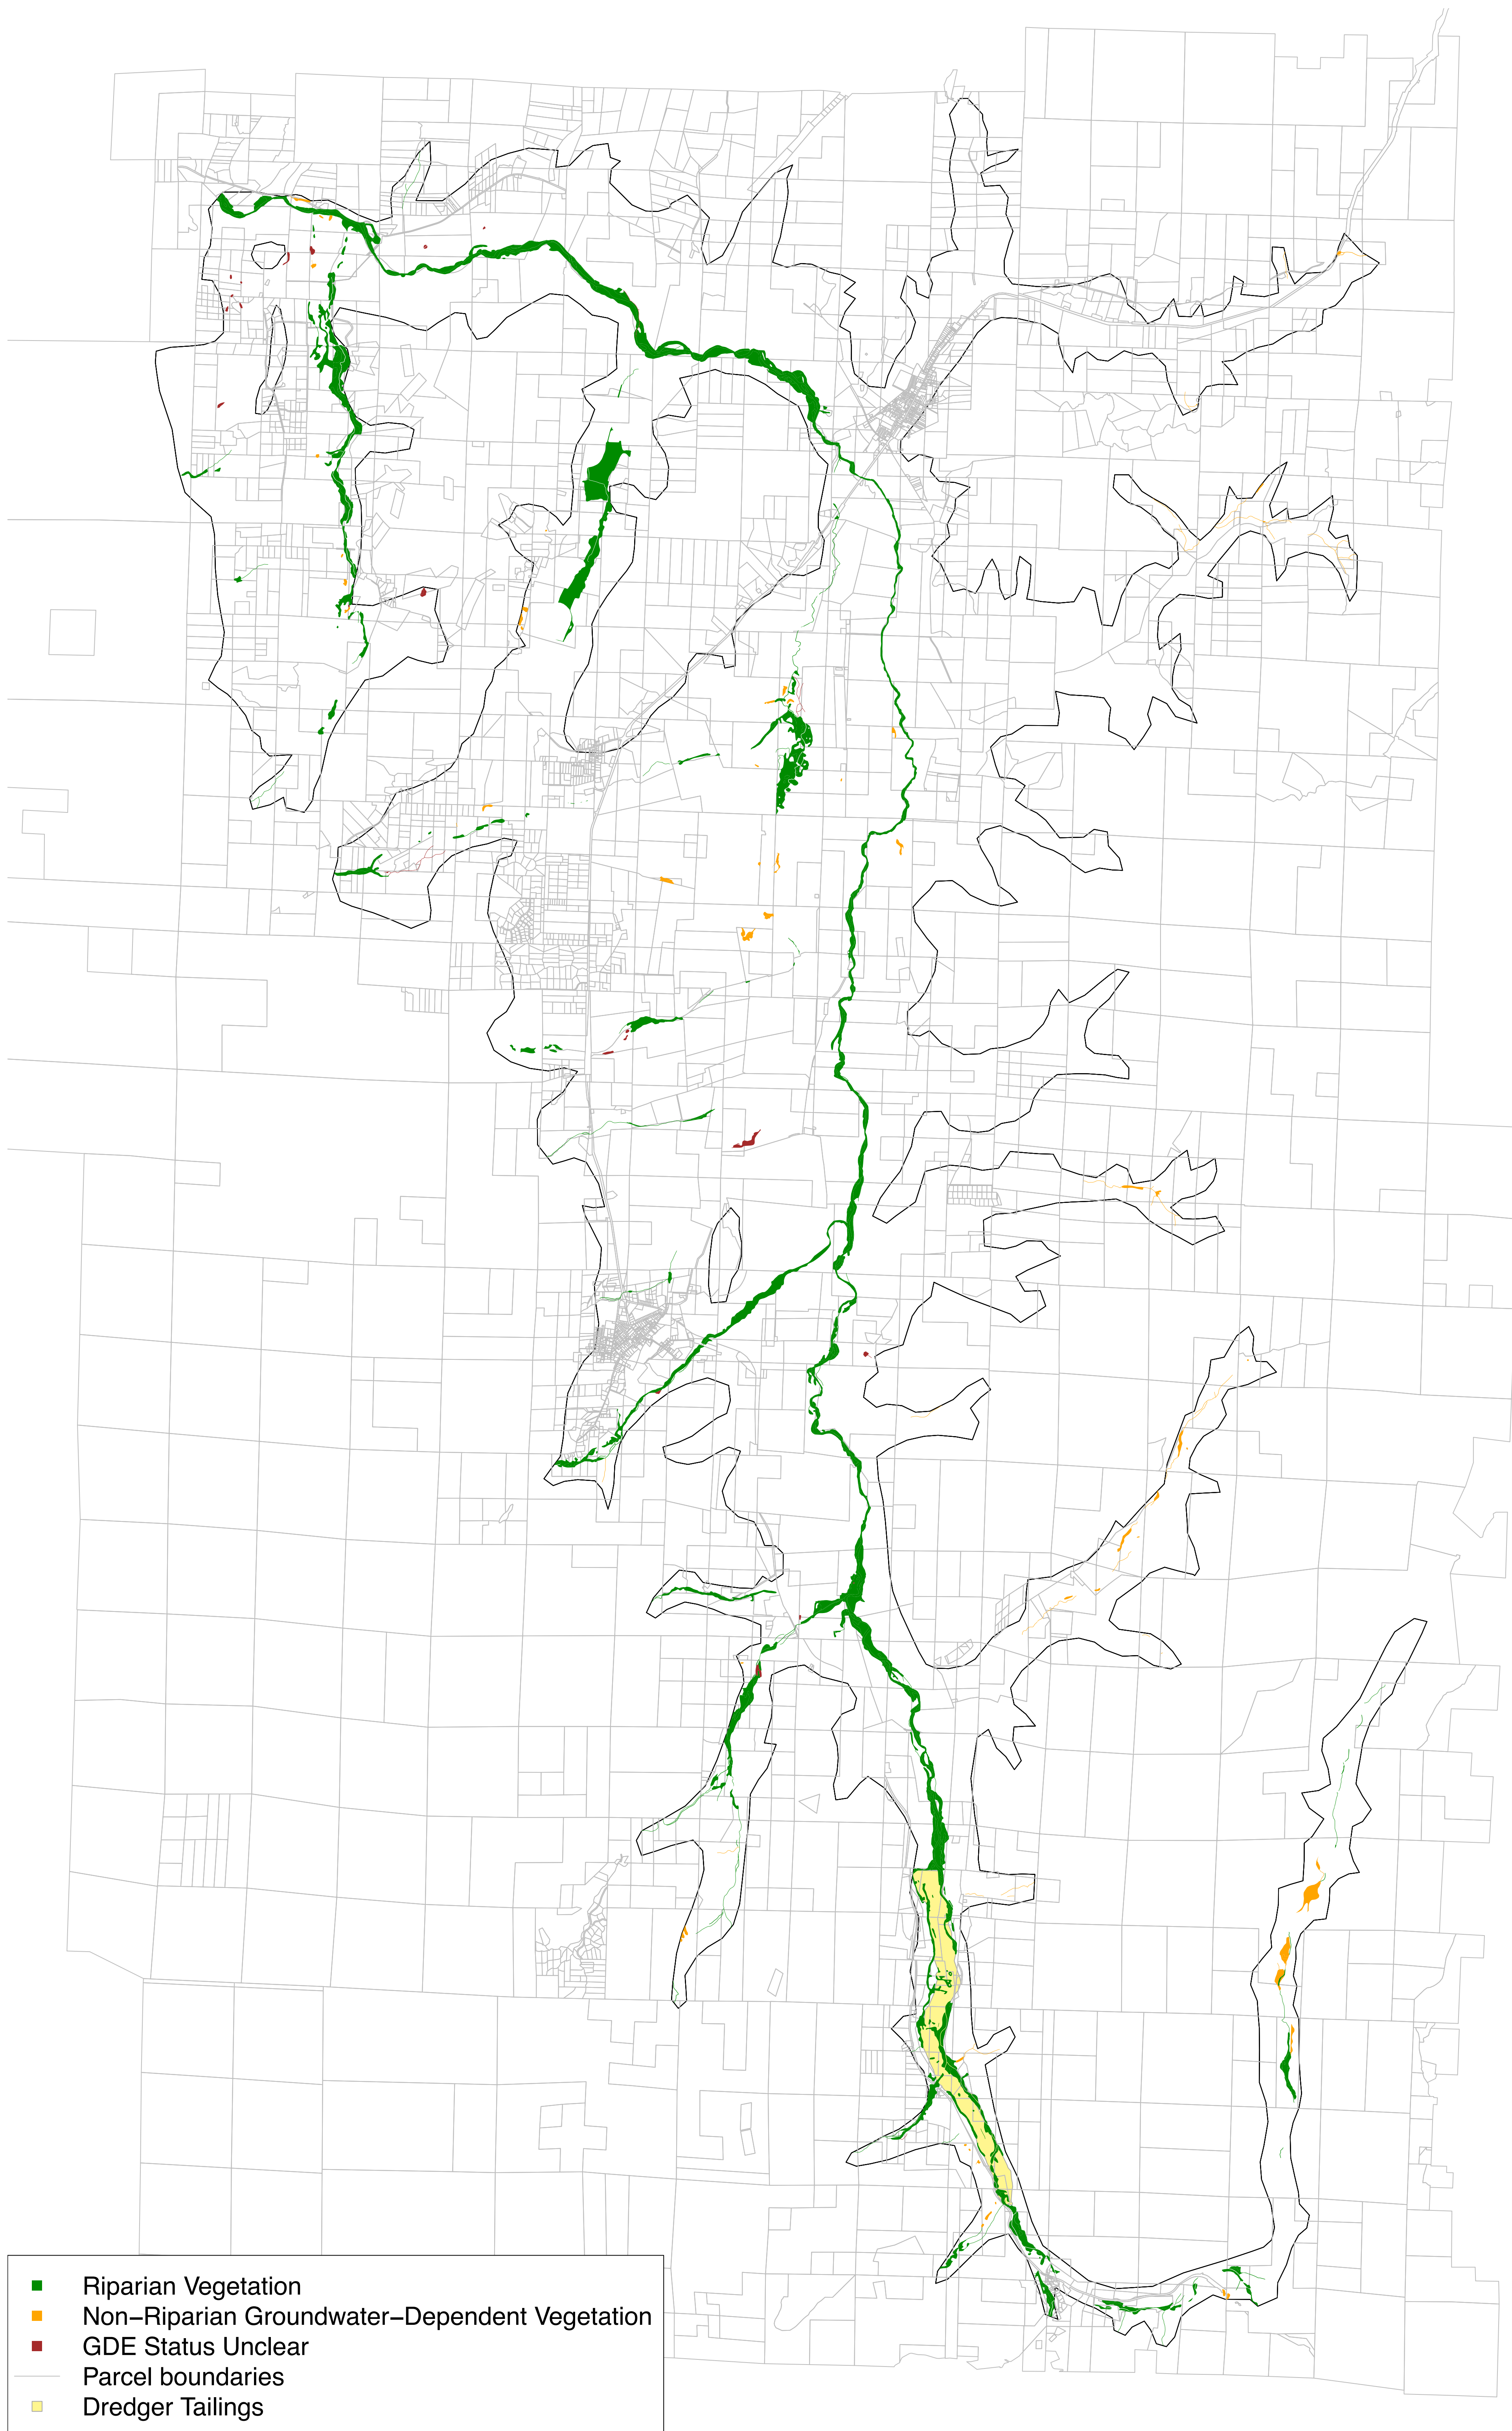 Riparian Vegetation
Non−Riparian Groundwater−Dependent Vegetation
GDE Status Unclear
Parcel boundaries
Dredger Tailings